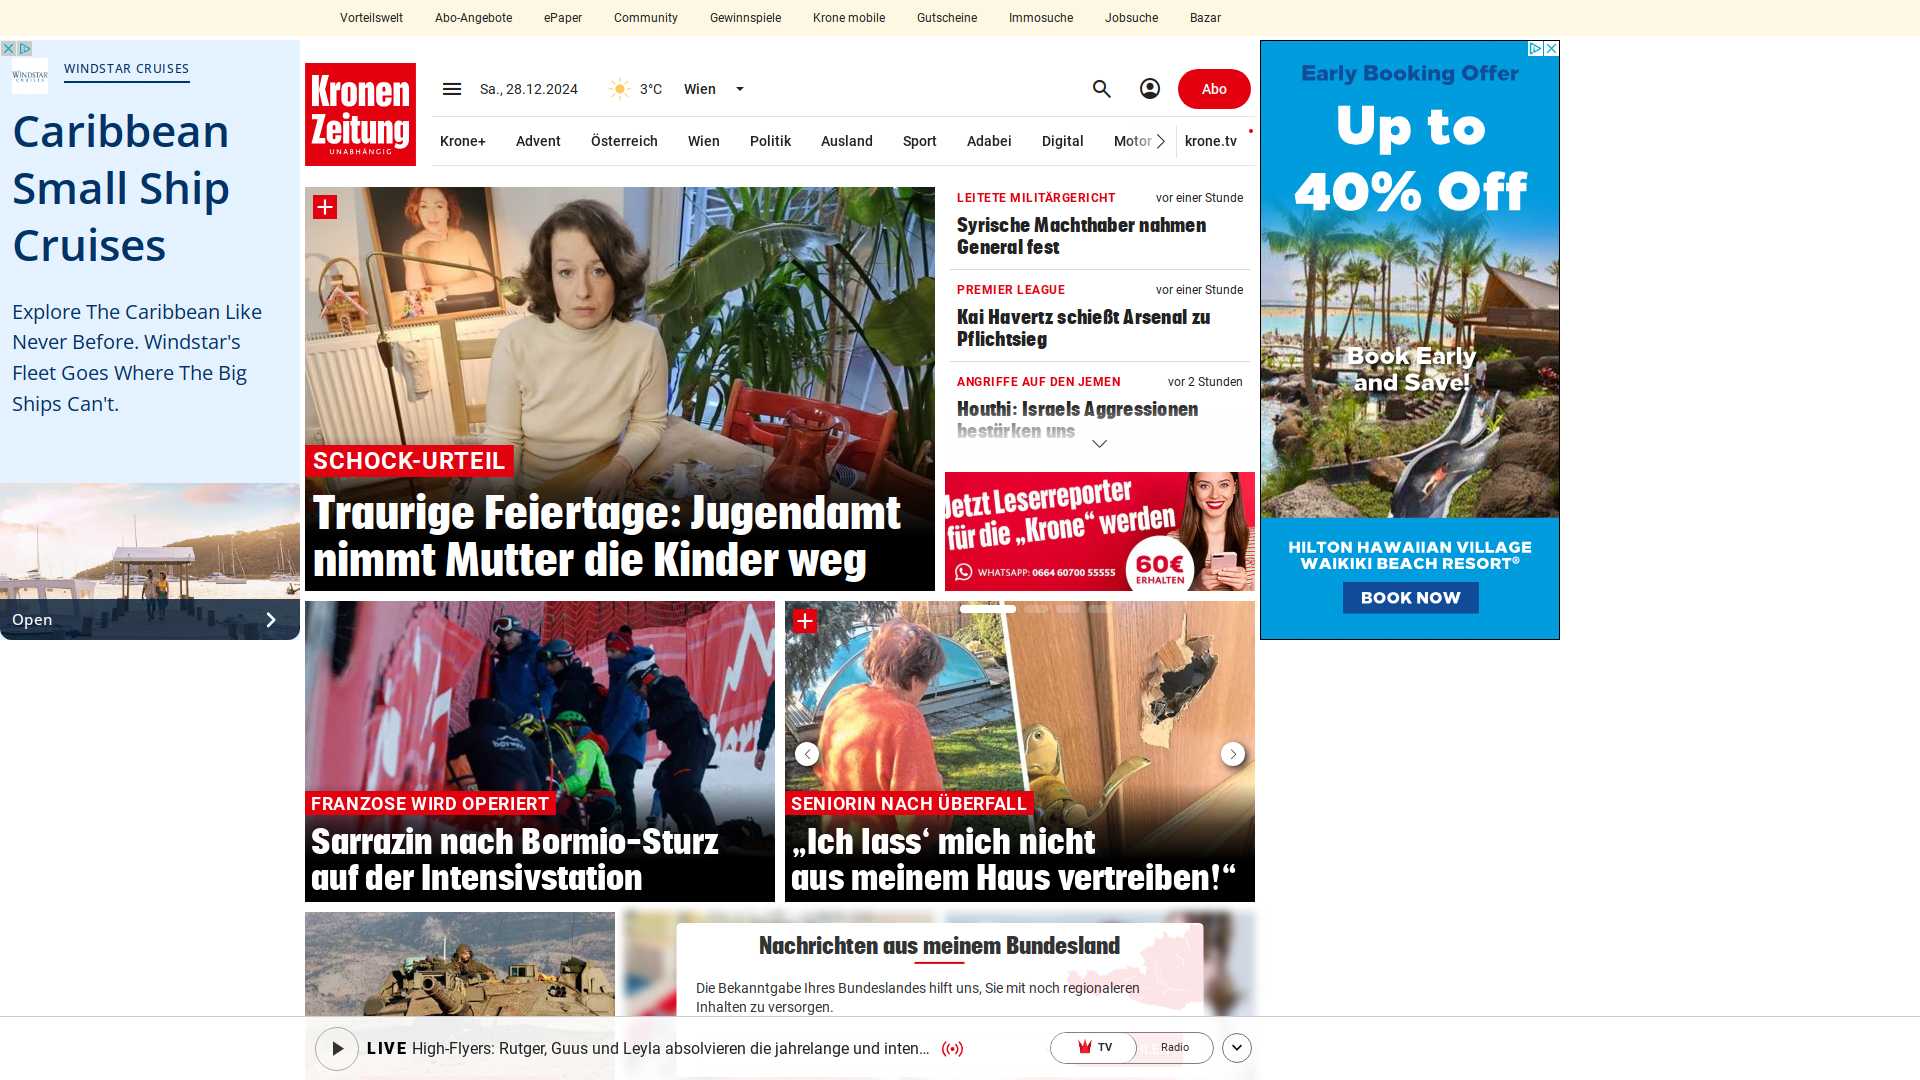 Vorteilswelt Abo-Angebote ePaper Community Gewinnspiele Krone mobile Gutscheine Immosuche Jobsuche Bazar
WINDSTAR CRUISES
WINDSTAR CRUISES
Caribbean
Small Ship
Cruises
Explore The Caribbean Like
Never Before. Windstar's
Fleet Goes Where The Big
Ships Can't.
Open
Kronen
Zeitung
UNABHÄNGIG
Sa., 28.12.2024 3°C Wien Abo
Krone+ Advent Österreich Wien Politik Ausland Sport Adabei Digital Motor krone.tv
SCHOCK-URTEIL
Traurige Feiertage: Jugendamt
nimmt Mutter die Kinder weg
LEITETE MILITÄRGERICHT vor einer Stunde
Syrische Machthaber nahmen
General fest
PREMIER LEAGUE vor einer Stunde
Kai Havertz schießt Arsenal zu
Pflichtsieg
ANGRIFFE AUF DEN JEMEN vor 2 Stunden
Houthi: Israels Aggressionen
bestärken uns
Jetzt Leserreporter
für die „Krone“ werden
WHATSAPP: 0664 60700 55555
60€
ERHALTEN
FRANZOSE WIRD OPERIERT
Sarrazin nach Bormio-Sturz
auf der Intensivstation
SENIORIN NACH ÜBERFALL
„Ich lass‘ mich nicht
aus meinem Haus vertreiben!“
Nachrichten aus meinem Bundesland
Die Bekanntgabe Ihres Bundeslandes hilft uns, Sie mit noch regionaleren
Inhalten zu versorgen.
LIVE High-Flyers: Rutger, Guus und Leyla absolvieren die jahrelange und inten... TV Radio
Early Booking Offer
Up to
40% Off
Book Early
and Save!
HILTON HAWAIIAN VILLAGE
WAIKIKI BEACH RESORT®
BOOK NOW